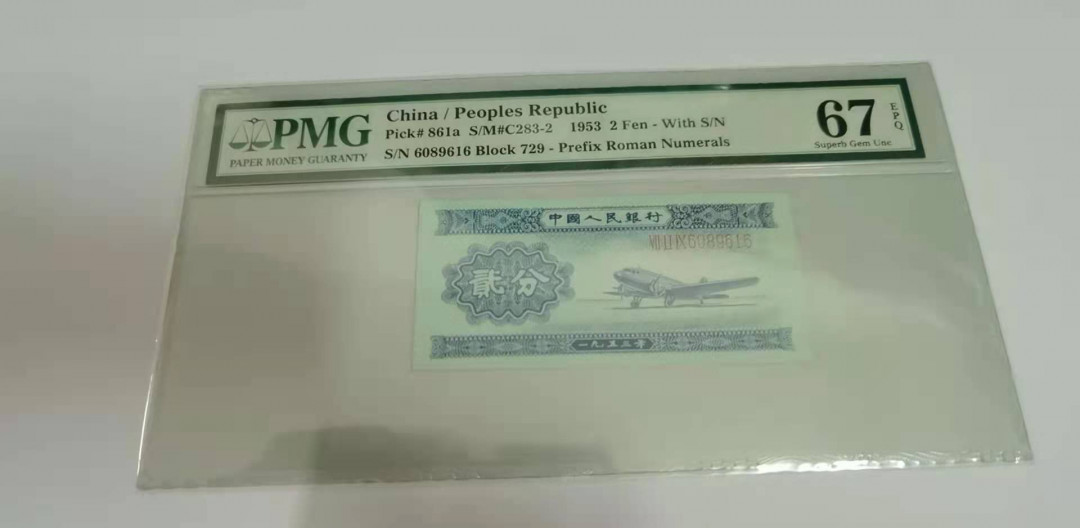 PMG
PAPER MONEY GUARANTY
China / Peoples Republic
Pick# 861a S/M#C283-2 1953 2 Fen - With S/N
S/N 6089616 Block 729 - Prefix Roman Numerals
67
EPQ
Superb Gem Unc
中國人民銀行
VIIIIIX6089616
貳分
一九五三年